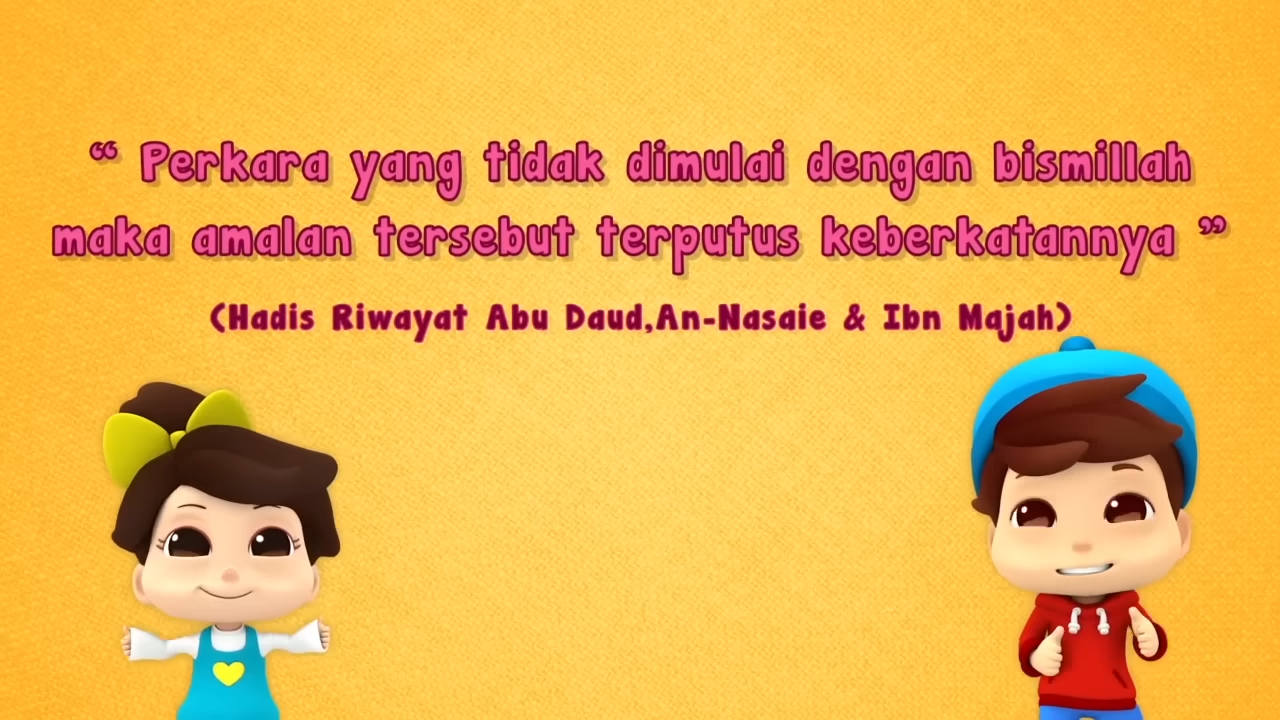 “ Perkara yang tidak dimulai dengan bismillah
maka amalan tersebut terputus keberkatannya ”
(Hadis Riwayat Abu Daud,An-Nasaie & Ibn Majah)